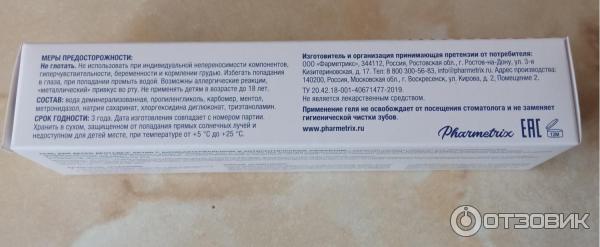 МЕРЫ ПРЕДОСТОРОЖНОСТИ:
Не глотать. Не использовать при индивидуальной непереносимости компонентов,
гиперчувствительности, беременности и кормлении грудью. Избегать попадания
в глаза, при попадании промыть водой. Возможны аллергические реакции,
«металлический» привкус во рту. Не применять детям в возрасте до 18 лет.
СОСТАВ: вода деминерализованная, пропиленгликоль, карбомер, ментол,
метронидазол, натрия сахаринат, хлоргексидина диглюконат, триэтаноламин.
СРОК ГОДНОСТИ: 3 года. Дата изготовления совпадает с номером партии.
Хранить в сухом, защищенном от попадания прямых солнечных лучей и
недоступном для детей месте, при температуре от +5 °С до +25 °С.
Изготовитель и организация принимающая претензии от потребителя:
ООО «Фарметрикс», 344112, Россия, Ростовская обл., г. Ростов-на-Дону, ул. 3-я
Кизитериновская, д. 17. Тел: 8 800 300-56-83, info@pharmetrix.ru. Адрес производства:
140200, Россия, Московская обл., г. Воскресенск, ул. Кирова, д. 2, Помещение 2.
ТУ 20.42.18-001-40671477-2019.
Не является лекарственным средством.
Применение геля не освобождает от посещения стоматолога и не заменяет
гигиенической чистки зубов.
www.pharmetrix.ru
Pharmetrix
ЕАС
12M
ОТЗОВИК